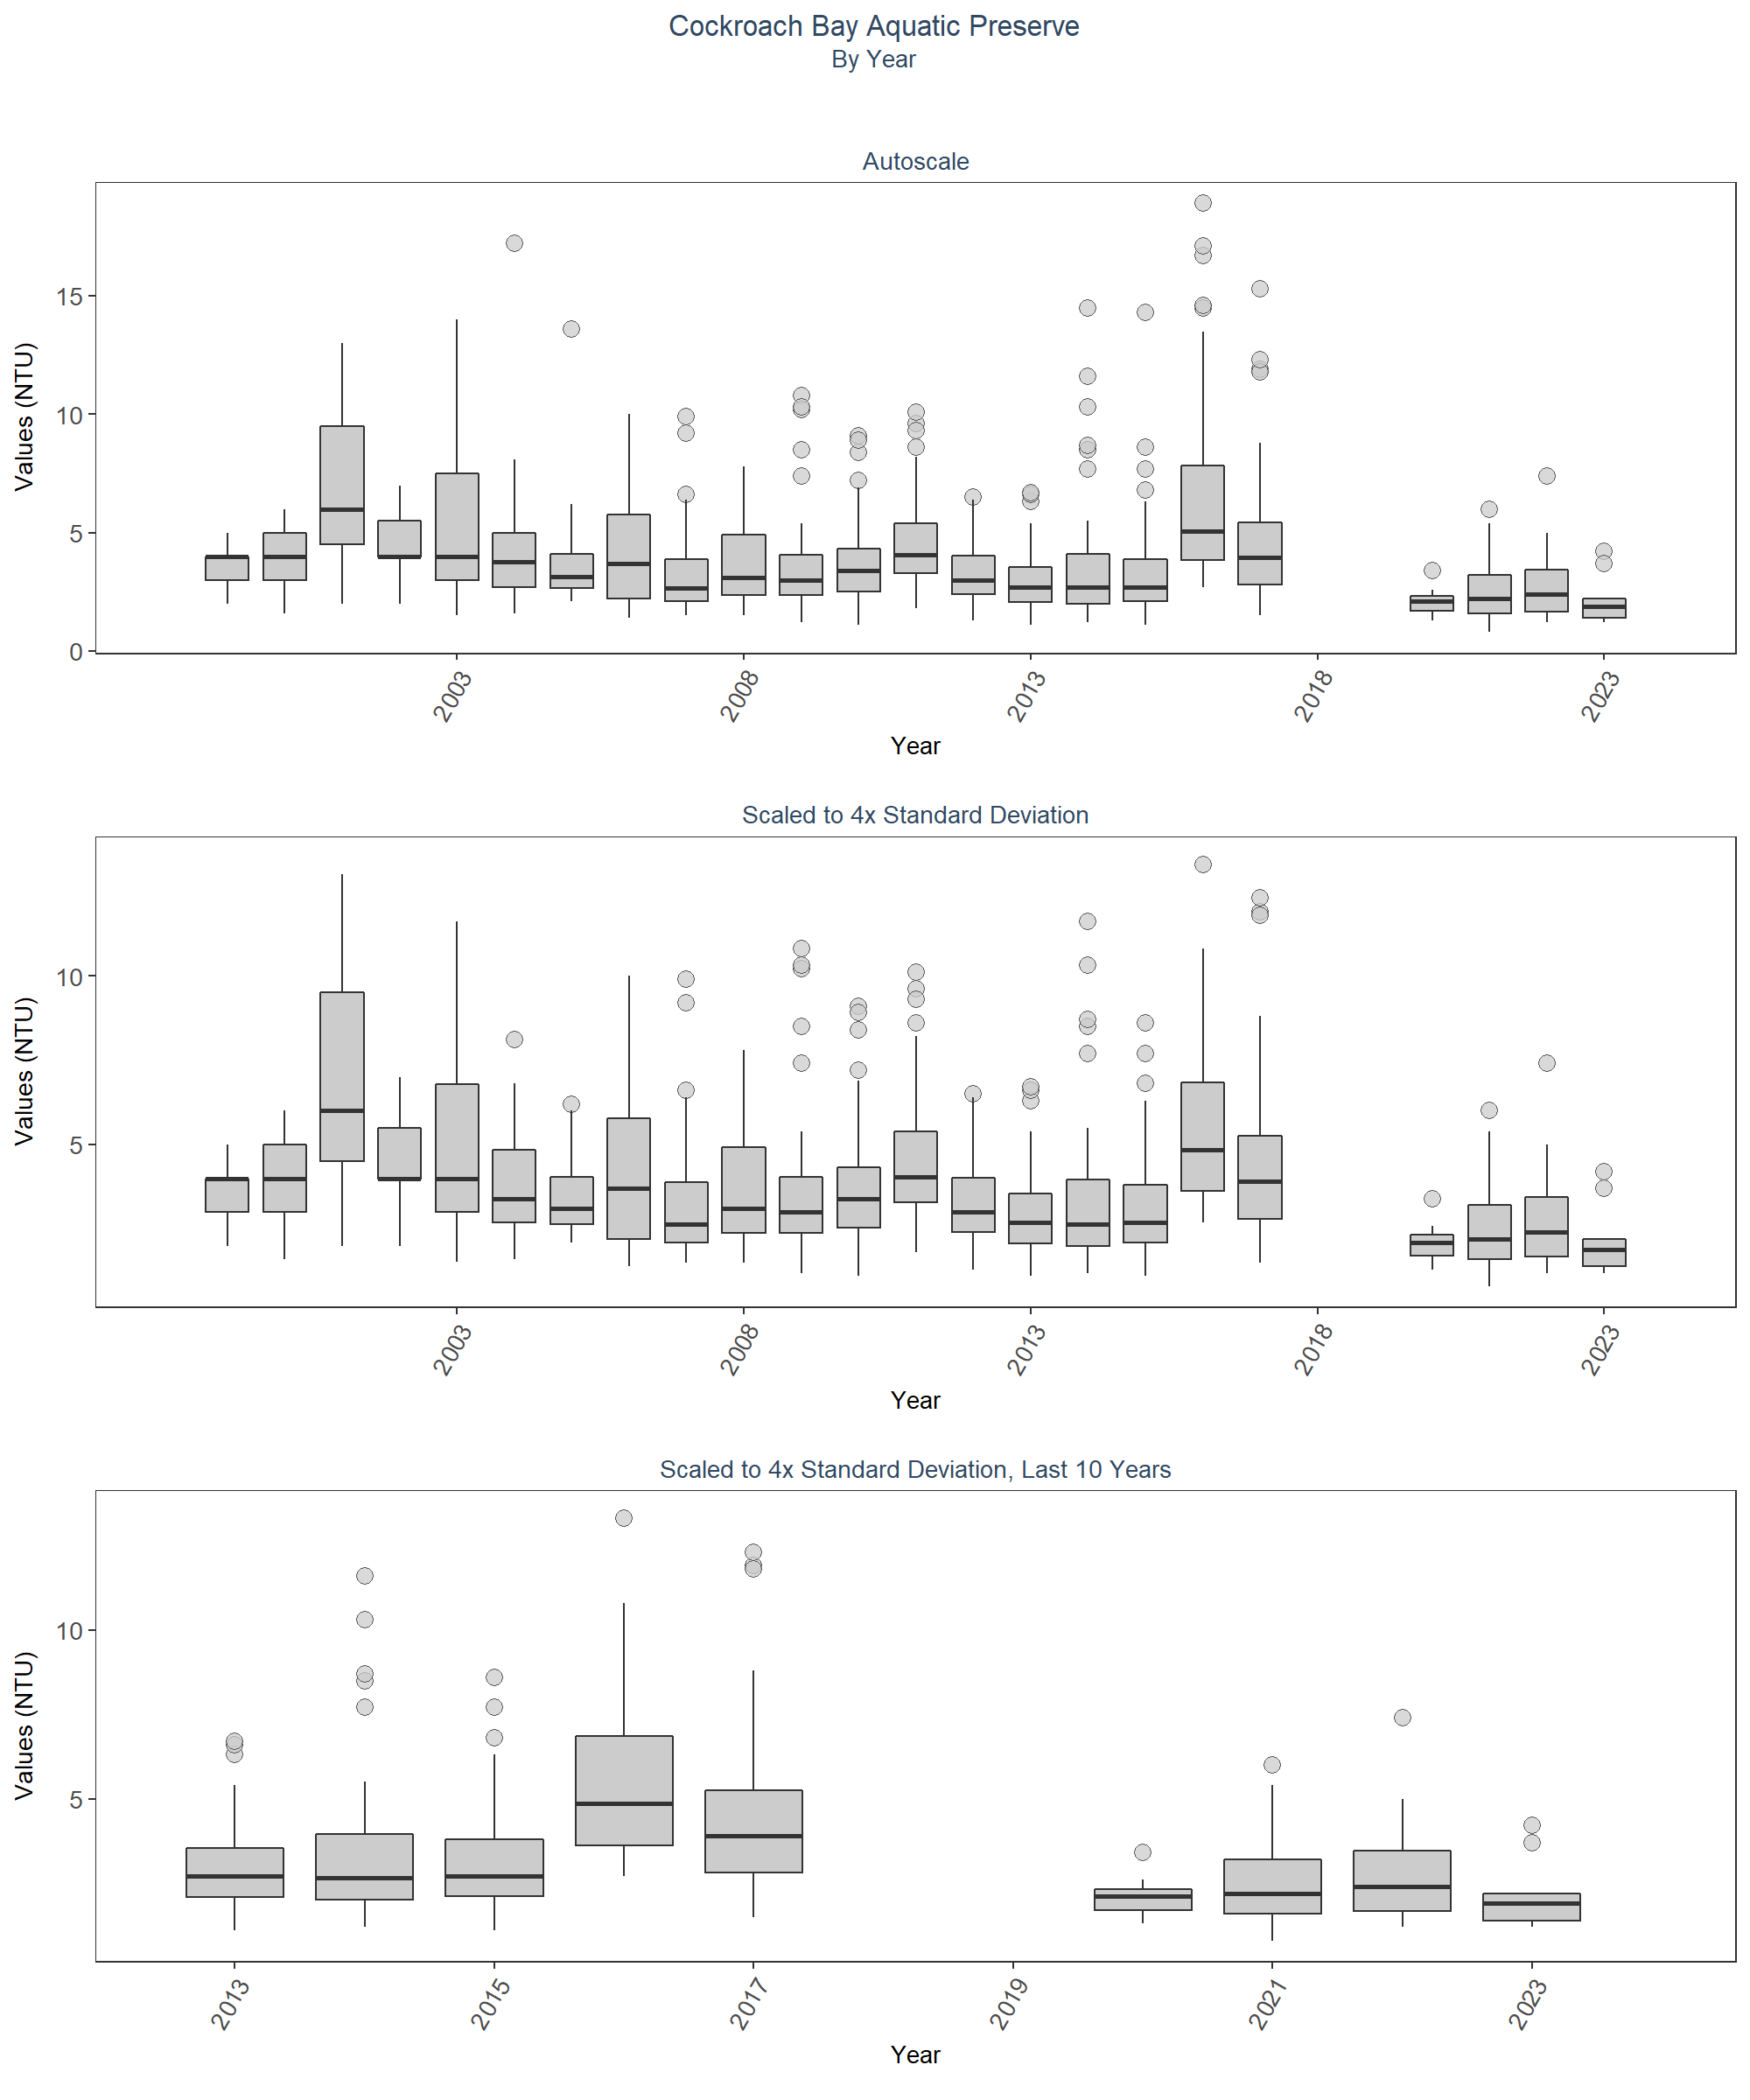 Cockroach Bay Aquatic Preserve
By Year
Autoscale
Values (NTU)
15
10
5
0
2003 2008 2013 2018 2023
Year
Scaled to 4x Standard Deviation
Values (NTU)
10
5
2003 2008 2013 2018 2023
Year
Scaled to 4x Standard Deviation, Last 10 Years
Values (NTU)
10
5
2013 2015 2017 2019 2021 2023
Year